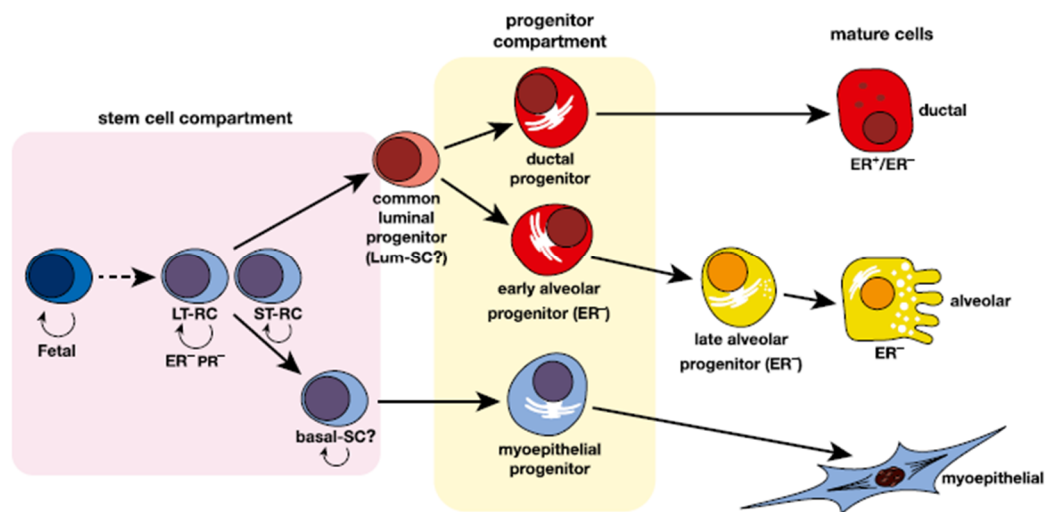 progenitor
compartment
mature cells
stem cell compartment
ductal
ductal
progenitor
ER⁺/ER⁻
common
luminal
progenitor
(Lum-SC?)
early alveolar
progenitor (ER⁻)
LT-RC
ST-RC
Fetal
ER⁻ PR⁻
alveolar
late alveolar
progenitor (ER⁻)
ER⁻
basal-SC?
myoepithelial
progenitor
myoepithelial